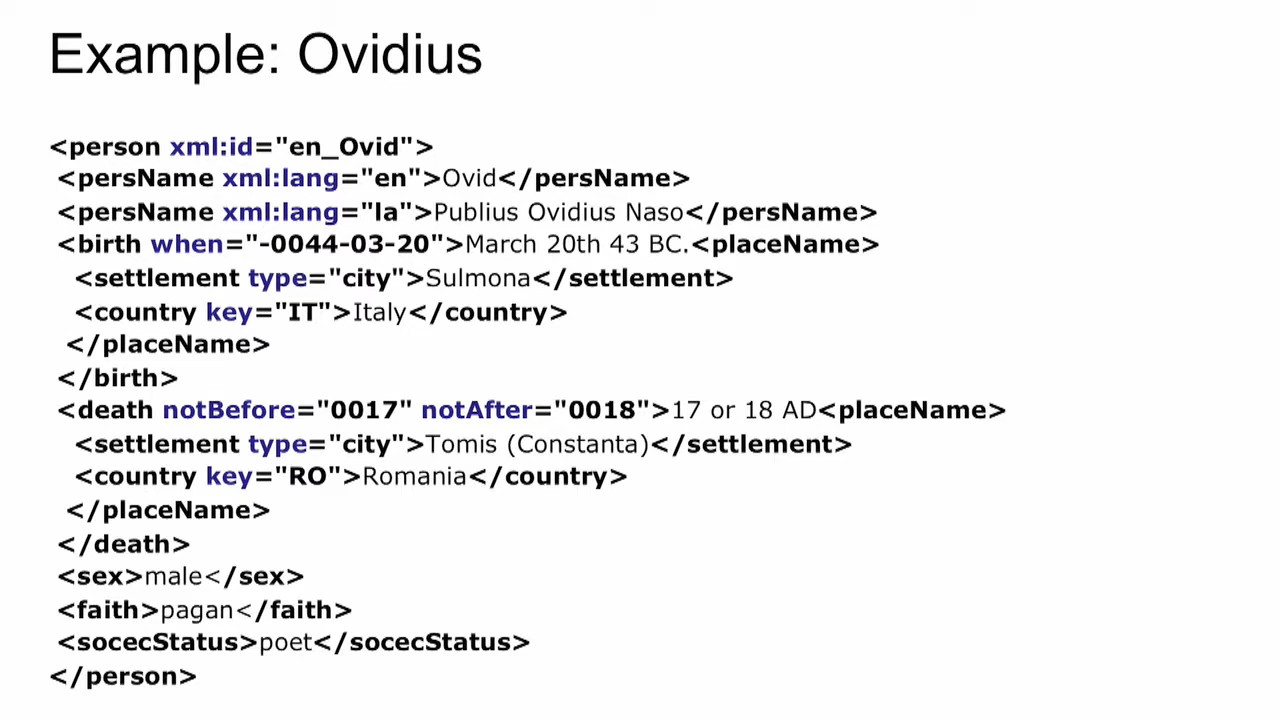 Example: Ovidius
<person xml:id="en_Ovid">
<persName xml:lang="en">Ovid</persName>
<persName xml:lang="la">Publius Ovidius Naso</persName>
<birth when="-0044-03-20">March 20th 43 BC.<placeName>
<settlement type="city">Sulmona</settlement>
<country key="IT">Italy</country>
</placeName>
</birth>
<death notBefore="0017" notAfter="0018">17 or 18 AD<placeName>
<settlement type="city">Tomis (Constanta)</settlement>
<country key="RO">Romania</country>
</placeName>
</death>
<sex>male</sex>
<faith>pagan</faith>
<socecStatus>poet</socecStatus>
</person>